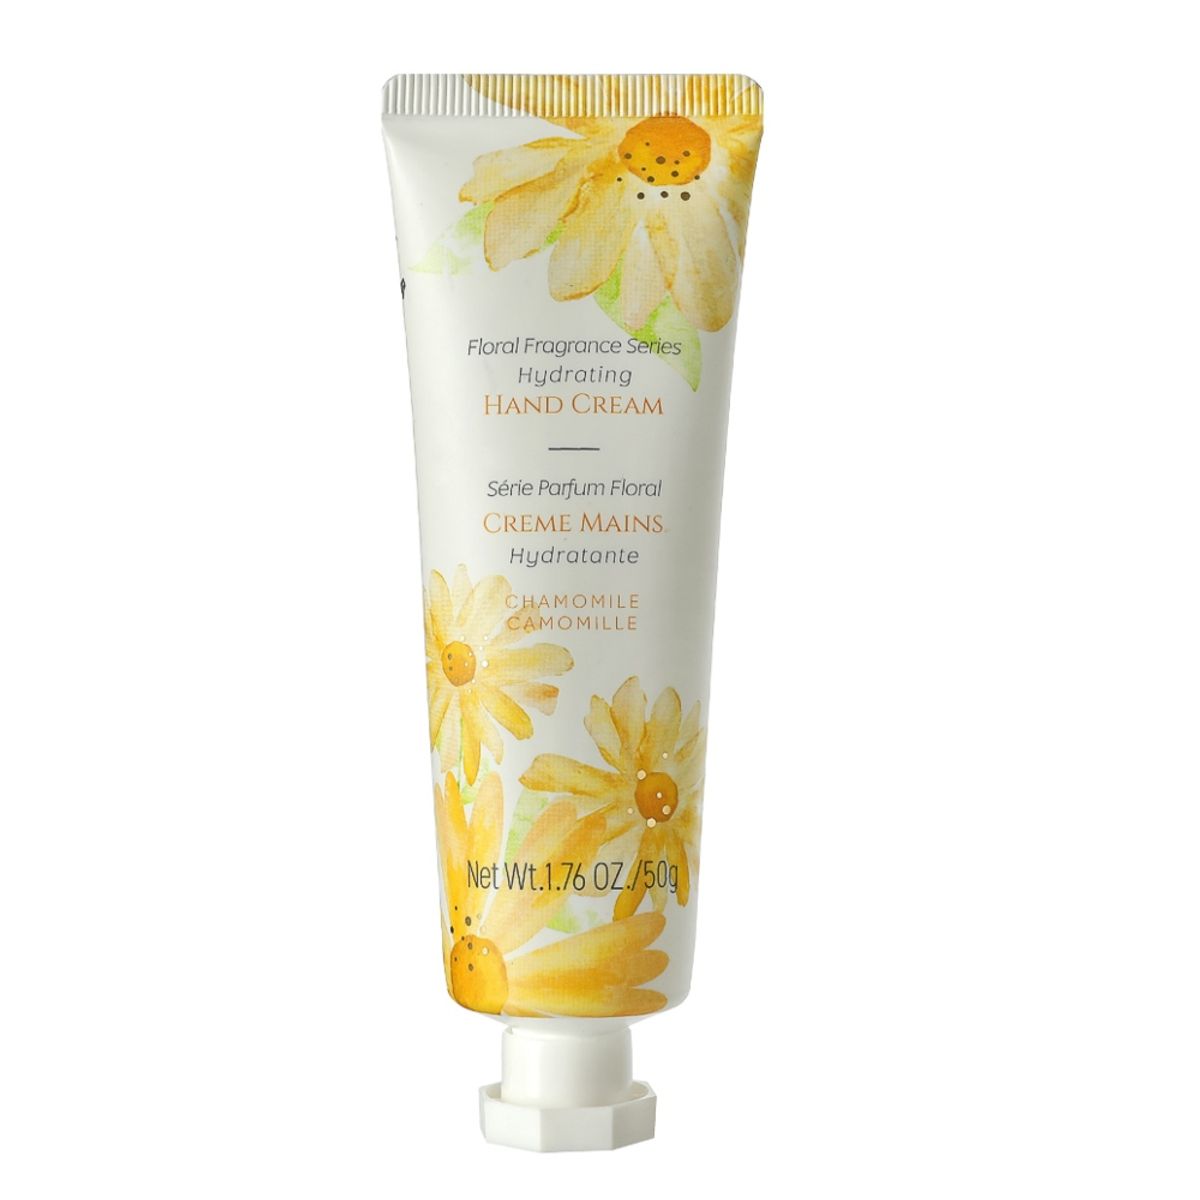 Floral Fragrance Series
Hydrating
HAND CREAM
Série Parfum Floral
CREME MAINS
Hydratante
CHAMOMILE
CAMOMILLE
Net Wt.1.76 OZ./50g